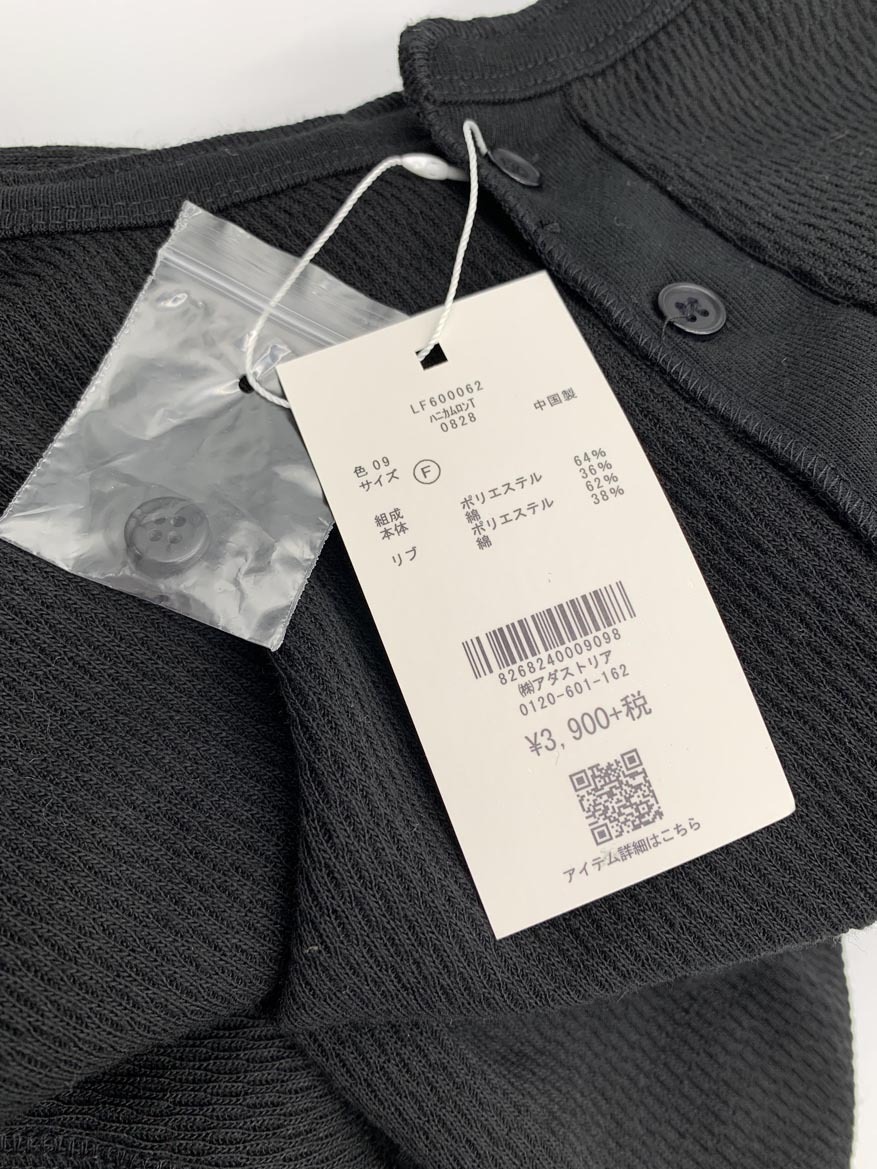 LF600062
ハニカムロンT
0828
中国製
色 09
サイズ Ⓕ
組成
本体 ポリエステル 64%
綿 36%
リブ ポリエステル 62%
綿 38%
8268240009098
㈱アダストリア
0120-601-162
¥3,900+税
アイテム詳細はこちら